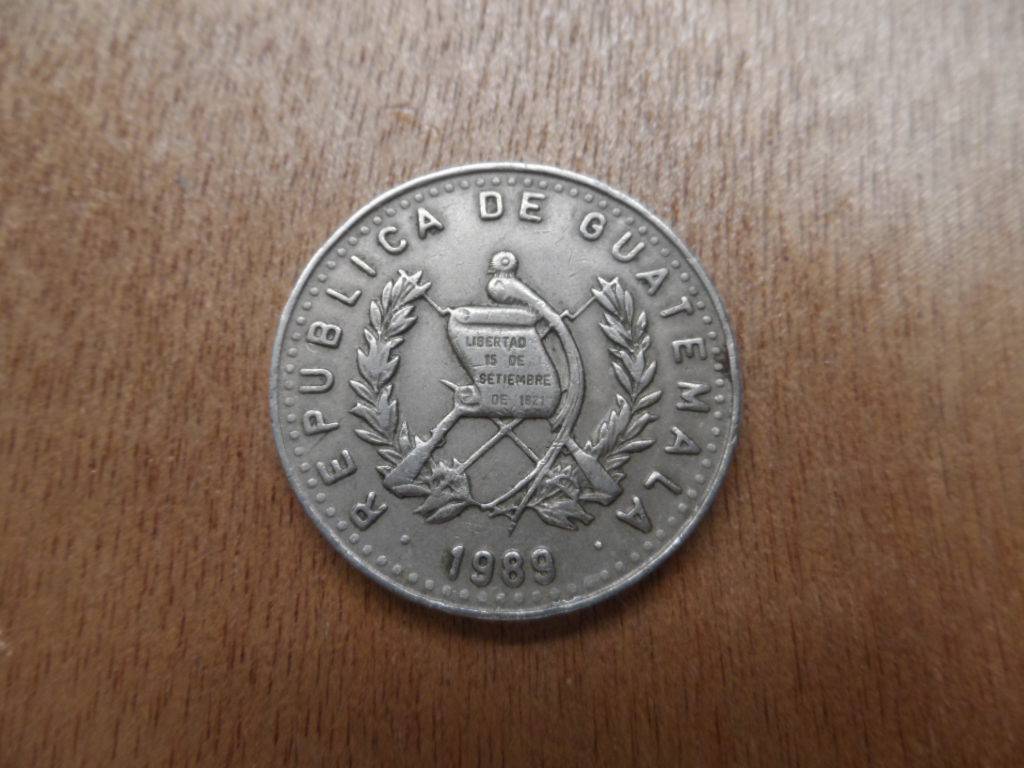 REPUBLICA DE GUATEMALA
LIBERTAD
15 DE
SETIEMBRE
DE 1821
1989